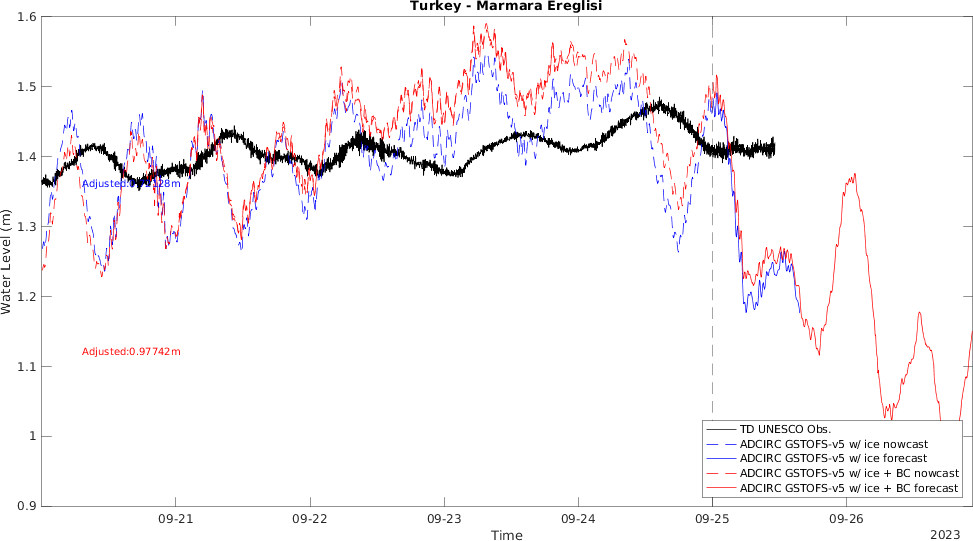 Turkey - Marmara Ereglisi
1.6
1.5
1.4
1.3
1.2
1.1
1
0.9
Water Level (m)
Adjusted:0.97742m
TD UNESCO Obs.
ADCIRC GSTOFS-v5 w/ ice nowcast
ADCIRC GSTOFS-v5 w/ ice forecast
ADCIRC GSTOFS-v5 w/ ice + BC nowcast
ADCIRC GSTOFS-v5 w/ ice + BC forecast
09-21 09-22 09-23 09-24 09-25 09-26
Time
2023